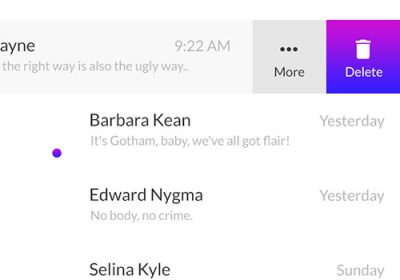 ayne 9:22 AM
the right way is also the ugly way..
More
Delete
Barbara Kean Yesterday
It's Gotham, baby, we've all got flair!
Edward Nygma Yesterday
No body, no crime.
Selina Kyle Sunday